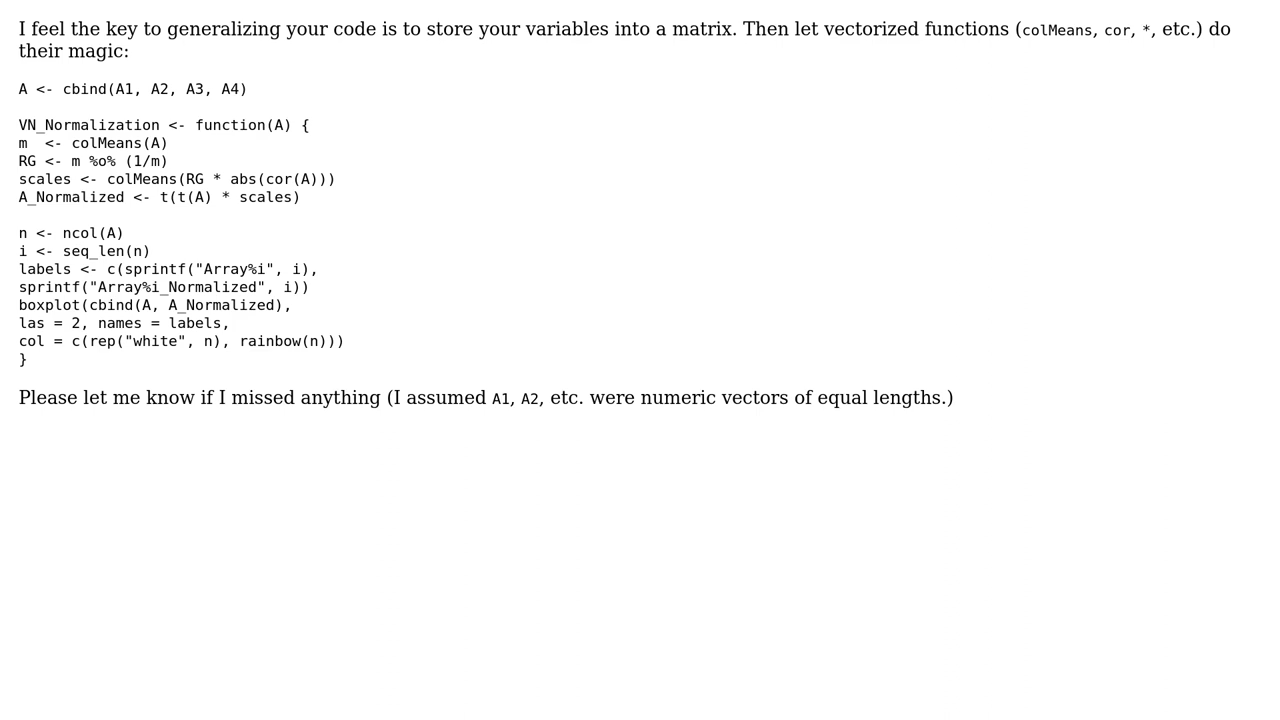 I feel the key to generalizing your code is to store your variables into a matrix. Then let vectorized functions (colMeans, cor, *, etc.) do
their magic:
A <- cbind(A1, A2, A3, A4)
VN_Normalization <- function(A) {
m  <- colMeans(A)
RG <- m %o% (1/m)
scales <- colMeans(RG * abs(cor(A)))
A_Normalized <- t(t(A) * scales)
n <- ncol(A)
i <- seq_len(n)
labels <- c(sprintf("Array%i", i),
sprintf("Array%i_Normalized", i))
boxplot(cbind(A, A_Normalized),
las = 2, names = labels,
col = c(rep("white", n), rainbow(n)))
}
Please let me know if I missed anything (I assumed A1, A2, etc. were numeric vectors of equal lengths.)